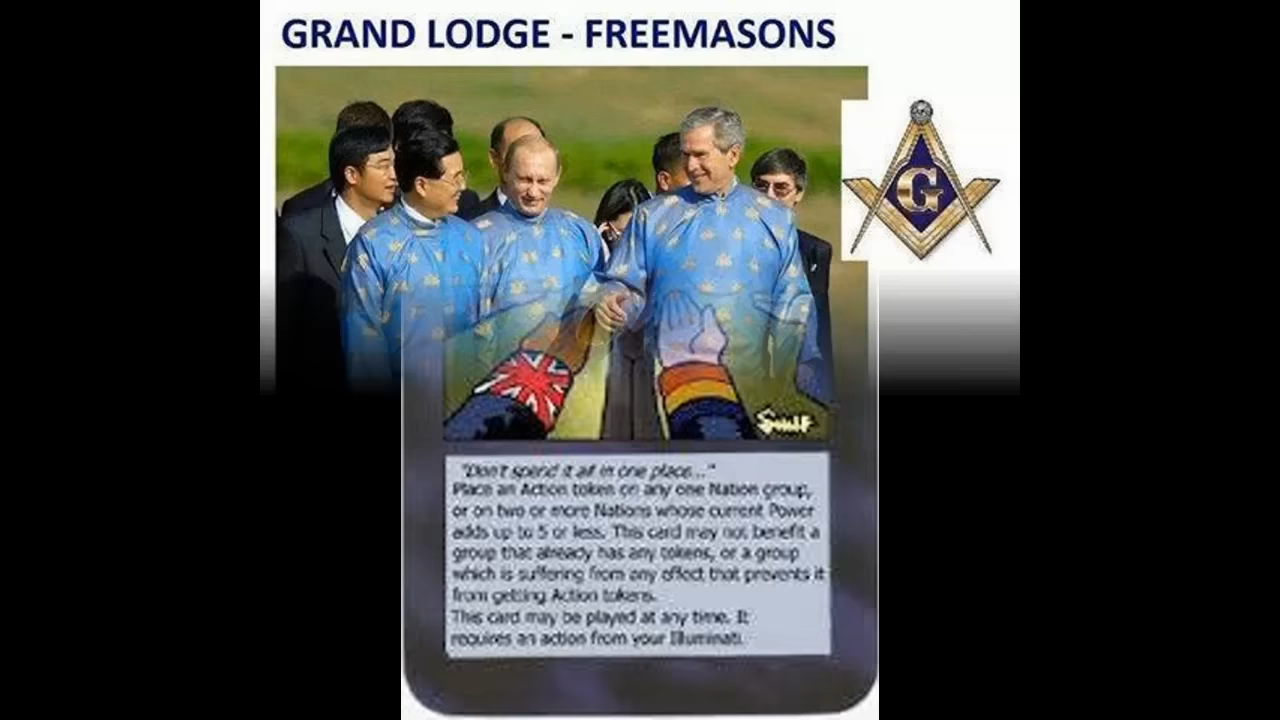 GRAND LODGE - FREEMASONS
G
"Don't spend it all in one place..."
Place an Action token on any one Nation group,
or on two or more Nations whose current Power
adds up to 5 or less. This card may not benefit a
group that already has any tokens, or a group
which is suffering from any effect that prevents it
from getting Action tokens.
This card may be played at any time. It
requires an action from your Illuminati.